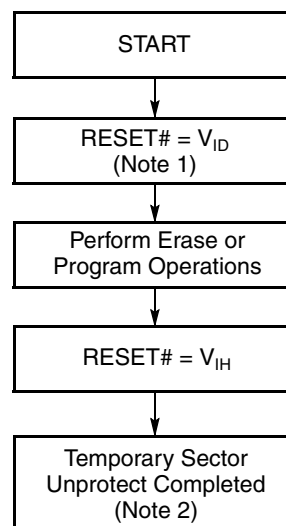 START
RESET# = VID
(Note 1)
Perform Erase or
Program Operations
RESET# = VIH
Temporary Sector
Unprotect Completed
(Note 2)